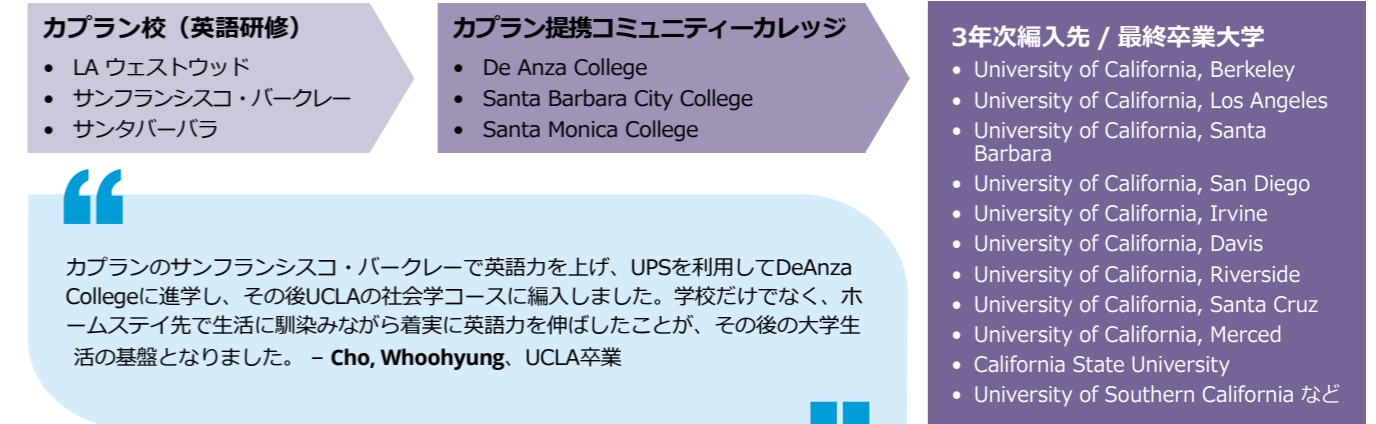 カプラン校（英語研修）
• LA ウェストウッド
• サンフランシスコ・バークレー
• サンタバーバラ
カプラン提携コミュニティーカレッジ
• De Anza College
• Santa Barbara City College
• Santa Monica College
3年次編入先 / 最終卒業大学
• University of California, Berkeley
• University of California, Los Angeles
• University of California, Santa
Barbara
• University of California, San Diego
• University of California, Irvine
• University of California, Davis
• University of California, Riverside
• University of California, Santa Cruz
• University of California, Merced
• California State University
• University of Southern California など
カプランのサンフランシスコ・バークレーで英語力を上げ、UPSを利用してDeAnza
Collegeに進学し、その後UCLAの社会学コースに編入しました。学校だけでなく、ホ
ームステイ先で生活に馴染みながら着実に英語力を伸ばしたことが、その後の大学生
活の基盤となりました。 – Cho, Whoohyung、UCLA卒業